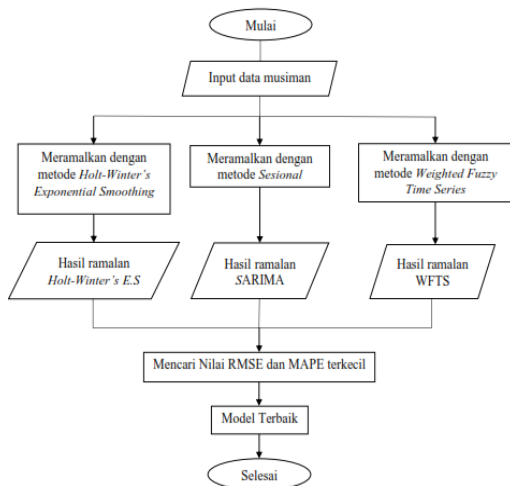 Mulai
Input data musiman
Meramalkan dengan
metode Holt-Winter's
Exponential Smoothing
Meramalkan dengan
metode Sesional
Meramalkan dengan
metode Weighted Fuzzy
Time Series
Hasil ramalan
Holt-Winter's E.S
Hasil ramalan
SARIMA
Hasil ramalan
WFTS
Mencari Nilai RMSE dan MAPE terkecil
Model Terbaik
Selesai